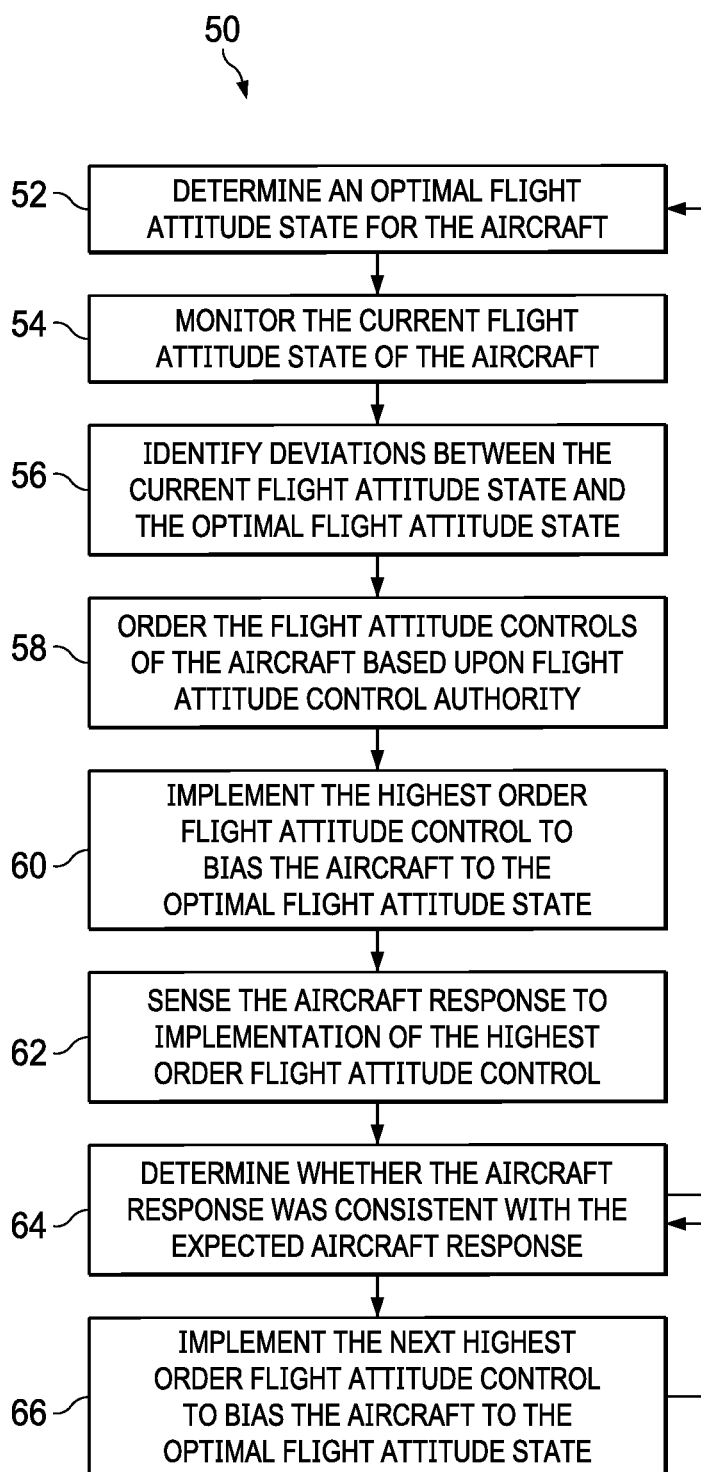 50
52
DETERMINE AN OPTIMAL FLIGHT
ATTITUDE STATE FOR THE AIRCRAFT
54
MONITOR THE CURRENT FLIGHT
ATTITUDE STATE OF THE AIRCRAFT
56
IDENTIFY DEVIATIONS BETWEEN THE
CURRENT FLIGHT ATTITUDE STATE AND
THE OPTIMAL FLIGHT ATTITUDE STATE
58
ORDER THE FLIGHT ATTITUDE CONTROLS
OF THE AIRCRAFT BASED UPON FLIGHT
ATTITUDE CONTROL AUTHORITY
60
IMPLEMENT THE HIGHEST ORDER
FLIGHT ATTITUDE CONTROL TO
BIAS THE AIRCRAFT TO THE
OPTIMAL FLIGHT ATTITUDE STATE
62
SENSE THE AIRCRAFT RESPONSE TO
IMPLEMENTATION OF THE HIGHEST
ORDER FLIGHT ATTITUDE CONTROL
64
DETERMINE WHETHER THE AIRCRAFT
RESPONSE WAS CONSISTENT WITH THE
EXPECTED AIRCRAFT RESPONSE
66
IMPLEMENT THE NEXT HIGHEST
ORDER FLIGHT ATTITUDE CONTROL
TO BIAS THE AIRCRAFT TO THE
OPTIMAL FLIGHT ATTITUDE STATE